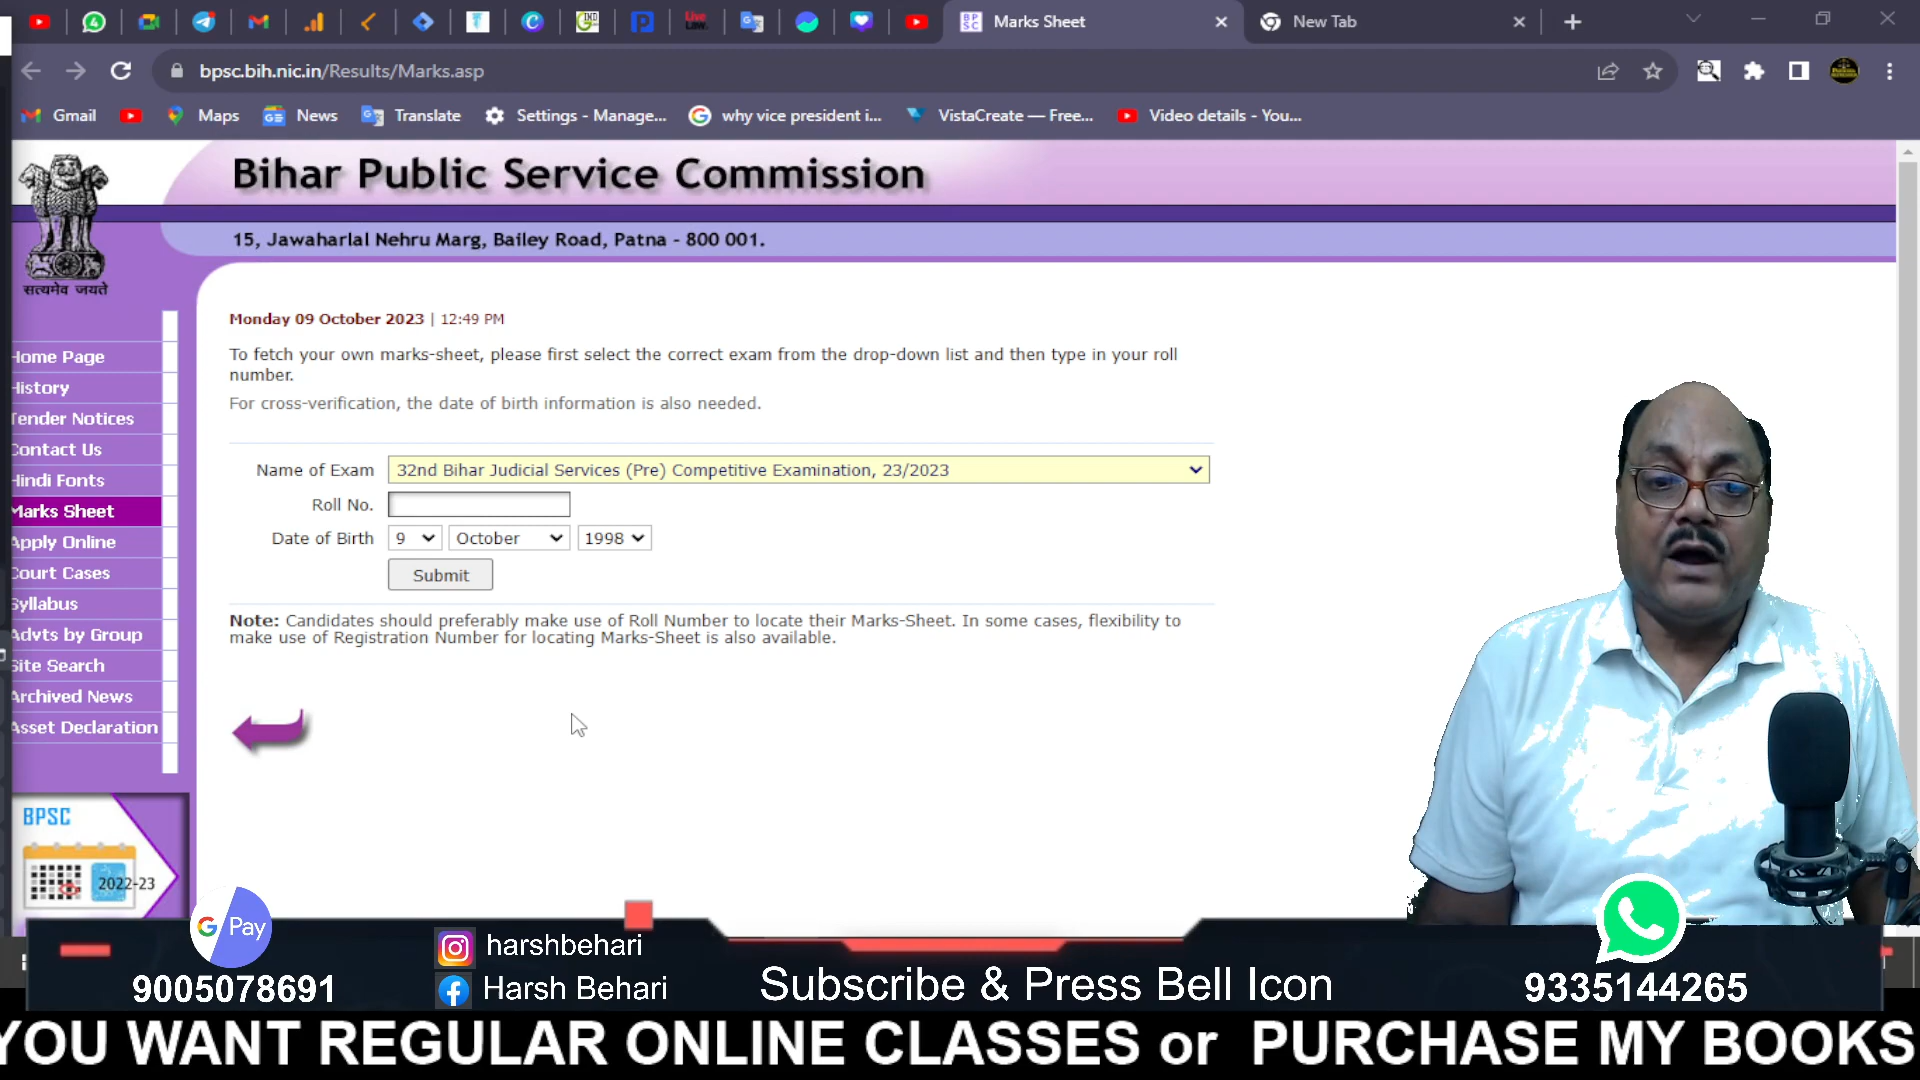 Marks Sheet
New Tab
bpsc.bih.nic.in/Results/Marks.asp
Gmail
Maps
News
Translate
Settings - Manage...
why vice president i...
VistaCreate — Free...
Video details - You...
Bihar Public Service Commission
15, Jawaharlal Nehru Marg, Bailey Road, Patna - 800 001.
सत्यमेव जयते
Home Page
History
Tender Notices
Contact Us
Hindi Fonts
Marks Sheet
Apply Online
Court Cases
Syllabus
Advts by Group
Site Search
Archived News
Asset Declaration
BPSC
2022-23
Monday 09 October 2023 | 12:49 PM
To fetch your own marks-sheet, please first select the correct exam from the drop-down list and then type in your roll
number.
For cross-verification, the date of birth information is also needed.
Name of Exam 32nd Bihar Judicial Services (Pre) Competitive Examination, 23/2023
Roll No.
Date of Birth 9 October 1998
Submit
Note: Candidates should preferably make use of Roll Number to locate their Marks-Sheet. In some cases, flexibility to
make use of Registration Number for locating Marks-Sheet is also available.
G Pay
9005078691
harshbehari
Harsh Behari
Subscribe & Press Bell Icon
9335144265
YOU WANT REGULAR ONLINE CLASSES or PURCHASE MY BOOKS